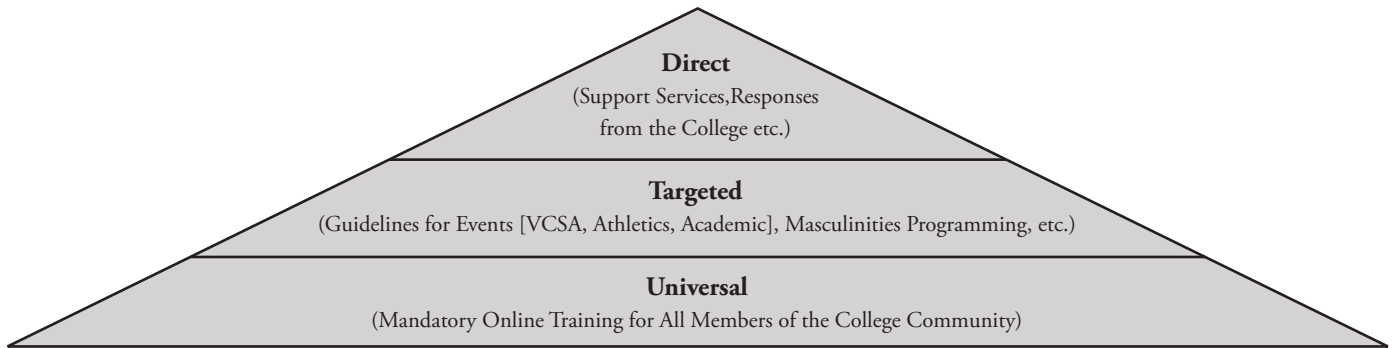 Direct
(Support Services,Responses
from the College etc.)
Targeted
(Guidelines for Events [VCSA, Athletics, Academic], Masculinities Programming, etc.)
Universal
(Mandatory Online Training for All Members of the College Community)